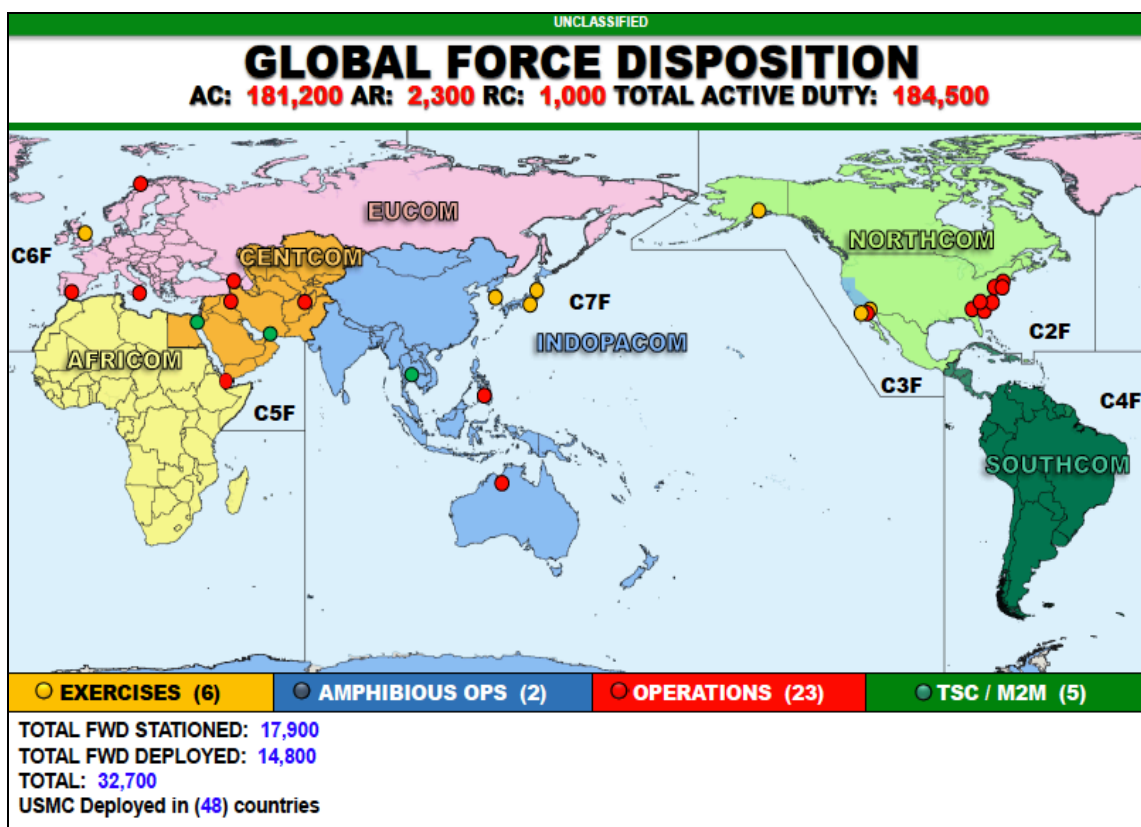 UNCLASSIFIED
GLOBAL FORCE DISPOSITION
AC: 181,200 AR: 2,300 RC: 1,000 TOTAL ACTIVE DUTY: 184,500
EUCOM
NORTHCOM
C6F
CENTCOM
C7F
INDOPACOM
C2F
AFRICOM
C3F
C5F
C4F
SOUTHCOM
EXERCISES (6)
AMPHIBIOUS OPS (2)
OPERATIONS (23)
TSC / M2M (5)
TOTAL FWD STATIONED: 17,900
TOTAL FWD DEPLOYED: 14,800
TOTAL: 32,700
USMC Deployed in (48) countries